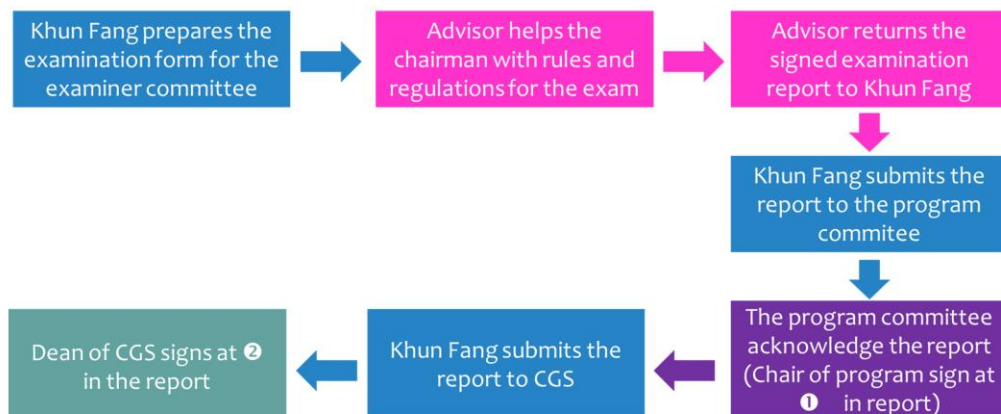 Khun Fang prepares the
examination form for the
examiner committee
Advisor helps the
chairman with rules and
regulations for the exam
Advisor returns the
signed examination
report to Khun Fang
Khun Fang submits the
report to the program
commitee
The program committee
acknowledge the report
(Chair of program sign at
❶ in report)
Khun Fang submits the
report to CGS
Dean of CGS signs at ❷
in the report